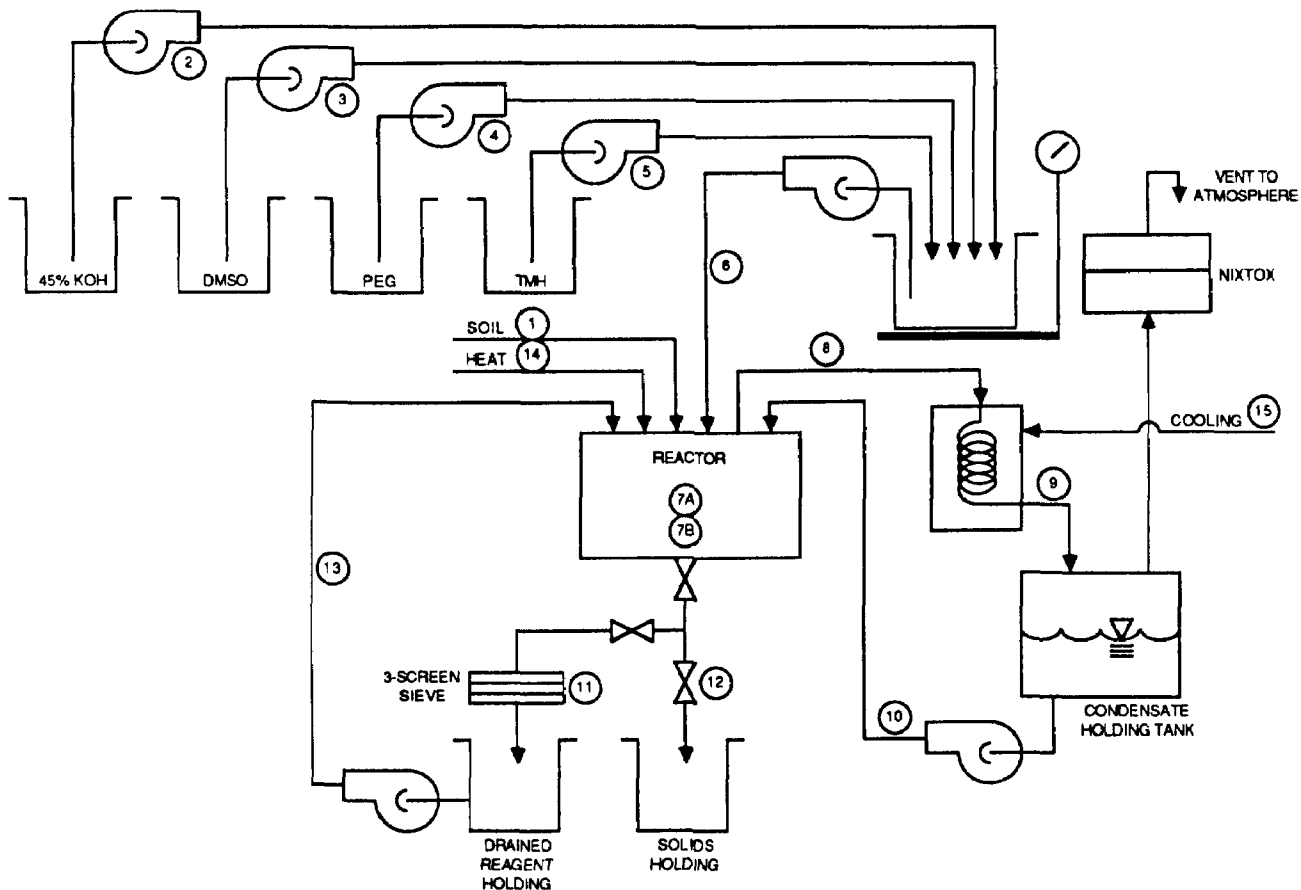 2
3
4
5
VENT TO
ATMOSPHERE
45% KOH
DMSO
PEG
TMH
6
NIXTOX
SOIL 1
HEAT 14
8
COOLING 15
REACTOR
9
7A
7B
13
3-SCREEN
SIEVE
11
12
10
CONDENSATE
HOLDING TANK
DRAINED
REAGENT
HOLDING
SOLIDS
HOLDING